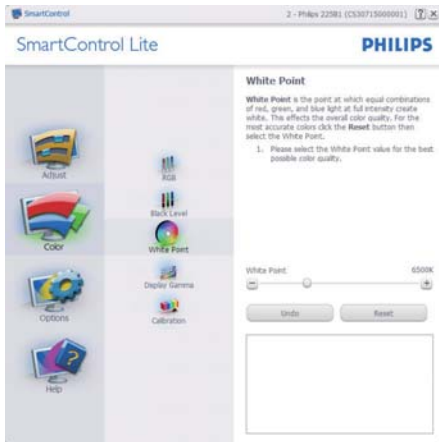 SmartControl
2 - Philips 225B1 (CS30715000001)
SmartControl Lite
PHILIPS
Adjust
Color
Options
Help
RGB
Black Level
White Point
Display Gamma
Calibration
White Point
White Point is the point at which equal combinations
of red, green, and blue light at full intensity create
white. This effects the overall color quality. For the
most accurate colors click the Reset button then
select the White Point.
1. Please select the White Point value for the best
possible color quality.
White Point 6500K
Undo
Reset